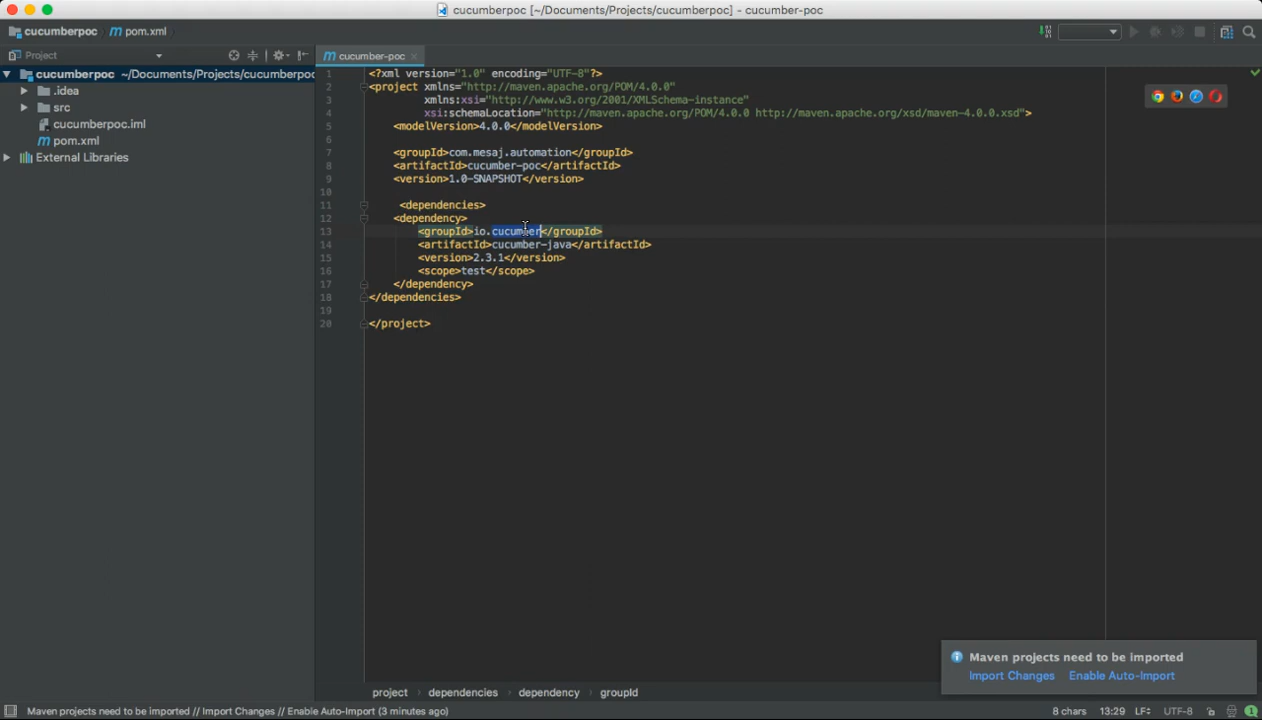 cucumberpoc [~/Documents/Projects/cucumberpoc] - cucumber-poc
cucumberpoc
pom.xml
Project
cucumber-poc
cucumberpoc ~/Documents/Projects/cucumberpoc
.idea
src
cucumberpoc.iml
pom.xml
External Libraries
1 <?xml version="1.0" encoding="UTF-8"?>
2 <project xmlns="http://maven.apache.org/POM/4.0.0"
3 xmlns:xsi="http://www.w3.org/2001/XMLSchema-instance"
4 xsi:schemaLocation="http://maven.apache.org/POM/4.0.0 http://maven.apache.org/xsd/maven-4.0.0.xsd">
5 <modelVersion>4.0.0</modelVersion>
6
7 <groupId>com.mesaj.automation</groupId>
8 <artifactId>cucumber-poc</artifactId>
9 <version>1.0-SNAPSHOT</version>
10
11 <dependencies>
12 <dependency>
13 <groupId>io.cucumber</groupId>
14 <artifactId>cucumber-java</artifactId>
15 <version>2.3.1</version>
16 <scope>test</scope>
17 </dependency>
18 </dependencies>
19
20 </project>
Maven projects need to be imported
Import Changes Enable Auto-Import
project dependencies dependency groupId
Maven projects need to be imported // Import Changes // Enable Auto-Import (3 minutes ago)
8 chars 13:29 LF÷ UTF-8 1